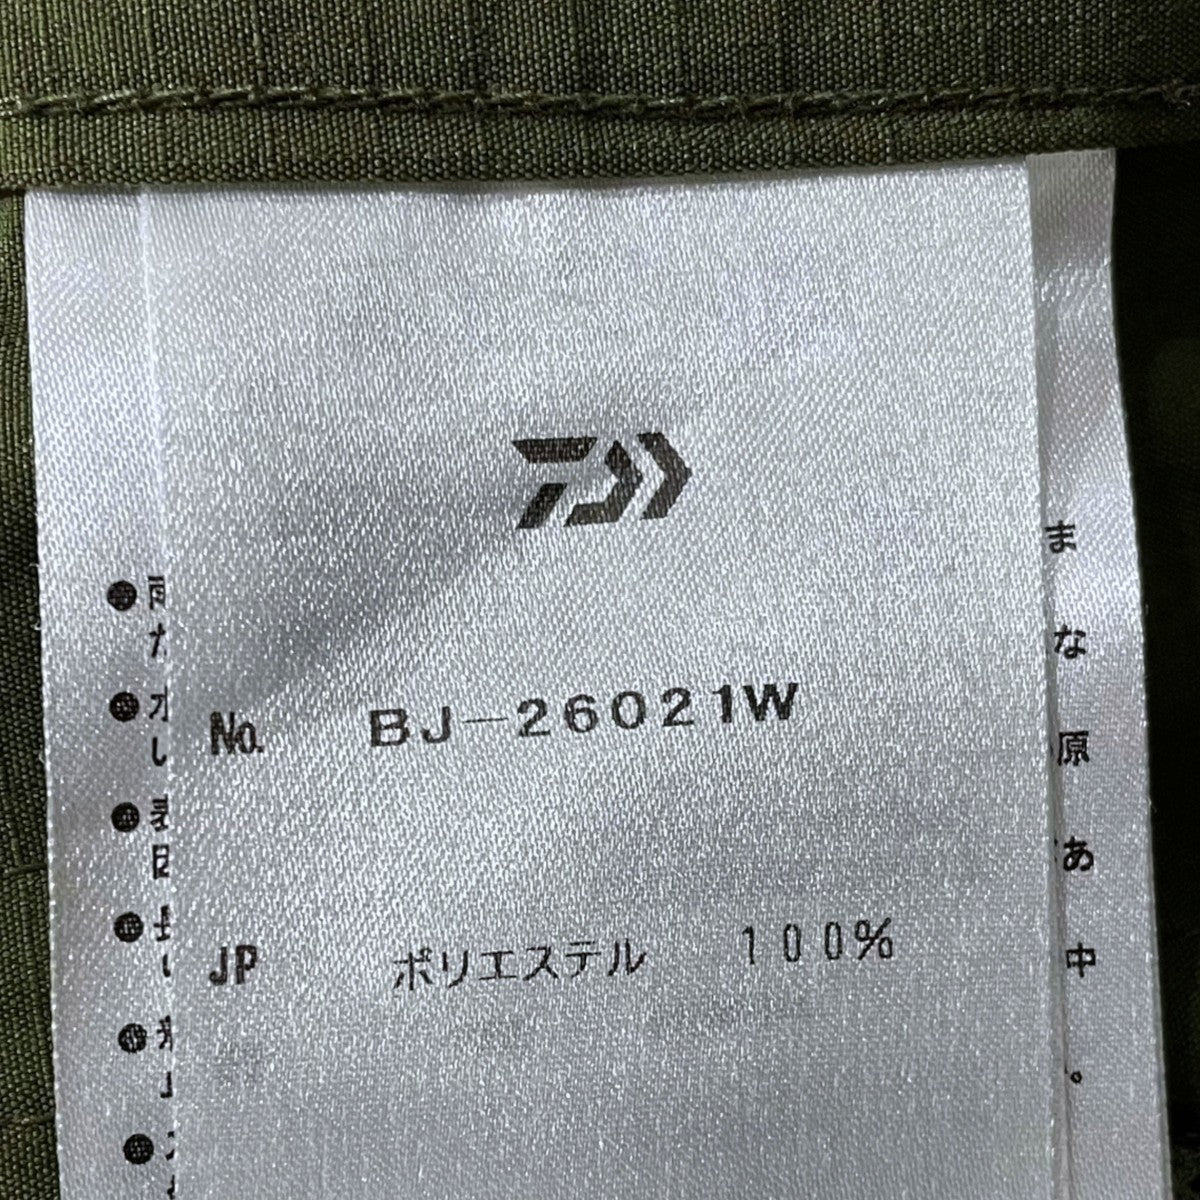 No. BJ-26021W
JP ポリエステル 100%
ま
な
原
あ
中
。